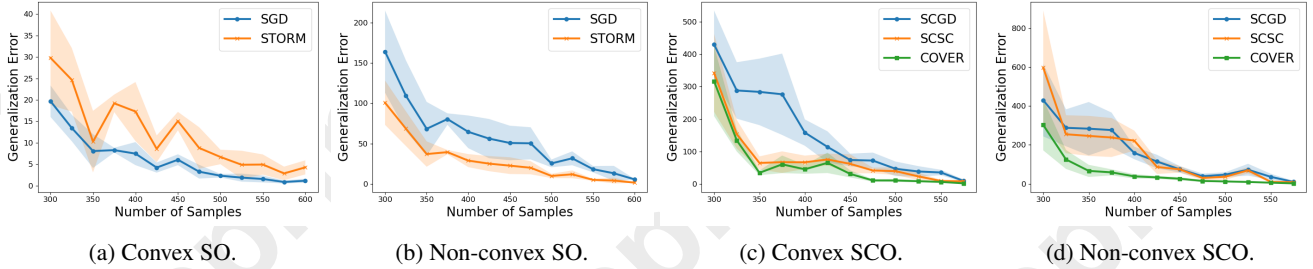 SGD
STORM
Generalization Error
40
35
30
25
20
15
10
5
0
300
350
400
450
500
550
600
Number of Samples
(a) Convex SO.
SGD
STORM
Generalization Error
200
150
100
50
0
300
350
400
450
500
550
600
Number of Samples
(b) Non-convex SO.
SCGD
SCSC
COVER
Generalization Error
500
400
300
200
100
0
300
350
400
450
500
550
Number of Samples
(c) Convex SCO.
SCGD
SCSC
COVER
Generalization Error
800
600
400
200
0
300
350
400
450
500
550
Number of Samples
(d) Non-convex SCO.